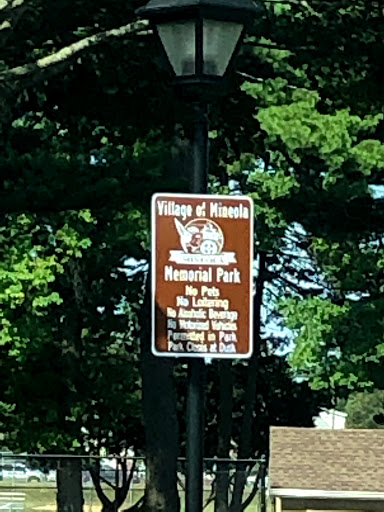 Village of Mineola
MINEOLA
Memorial Park
No Pets
No Loitering
No Alcoholic Beverage
No Motorized Vehicles
Permitted in Park
Park Closes at Dusk